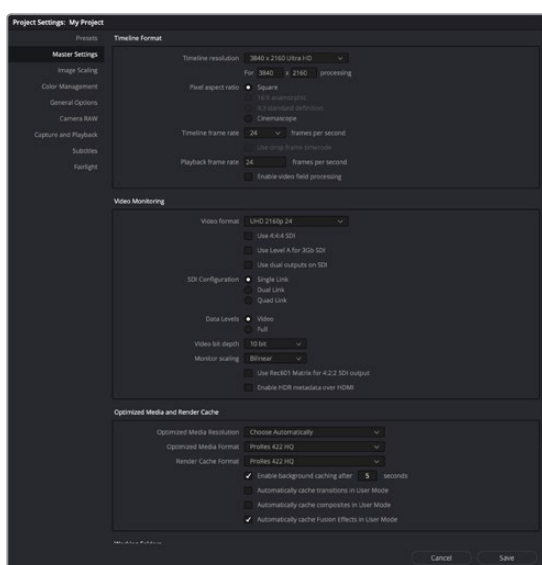 Project Settings: My Project
Presets
Master Settings
Image Scaling
Color Management
General Options
Camera RAW
Capture and Playback
Subtitles
Fairlight
Timeline Format
Timeline resolution 3840 x 2160 Ultra HD
For 3840 x 2160 processing
Pixel aspect ratio Square
16:9 anamorphic
4:3 standard definition
Cinemascope
Timeline frame rate 24 frames per second
Use drop frame timecode
Playback frame rate 24 frames per second
Enable video field processing
Video Monitoring
Video format UHD 2160p 24
Use 4:4:4 SDI
Use Level A for 3Gb SDI
Use dual outputs on SDI
SDI Configuration Single Link
Dual Link
Quad Link
Data Levels Video
Full
Video bit depth 10 bit
Monitor scaling Bilinear
Use Rec601 Matrix for 4:2:2 SDI output
Enable HDR metadata over HDMI
Optimized Media and Render Cache
Optimized Media Resolution Choose Automatically
Optimized Media Format ProRes 422 HQ
Render Cache Format ProRes 422 HQ
Enable background caching after 5 seconds
Automatically cache transitions in User Mode
Automatically cache composites in User Mode
Automatically cache Fusion Effects in User Mode
Working Folders
Cancel Save